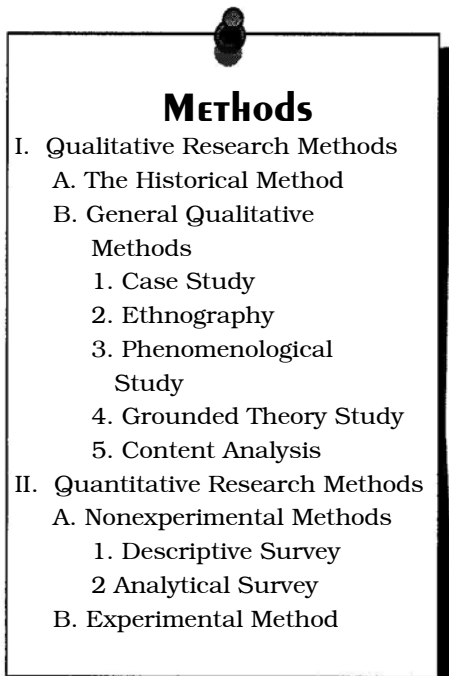 Methods
I. Qualitative Research Methods
A. The Historical Method
B. General Qualitative
Methods
1. Case Study
2. Ethnography
3. Phenomenological
Study
4. Grounded Theory Study
5. Content Analysis
II. Quantitative Research Methods
A. Nonexperimental Methods
1. Descriptive Survey
2 Analytical Survey
B. Experimental Method